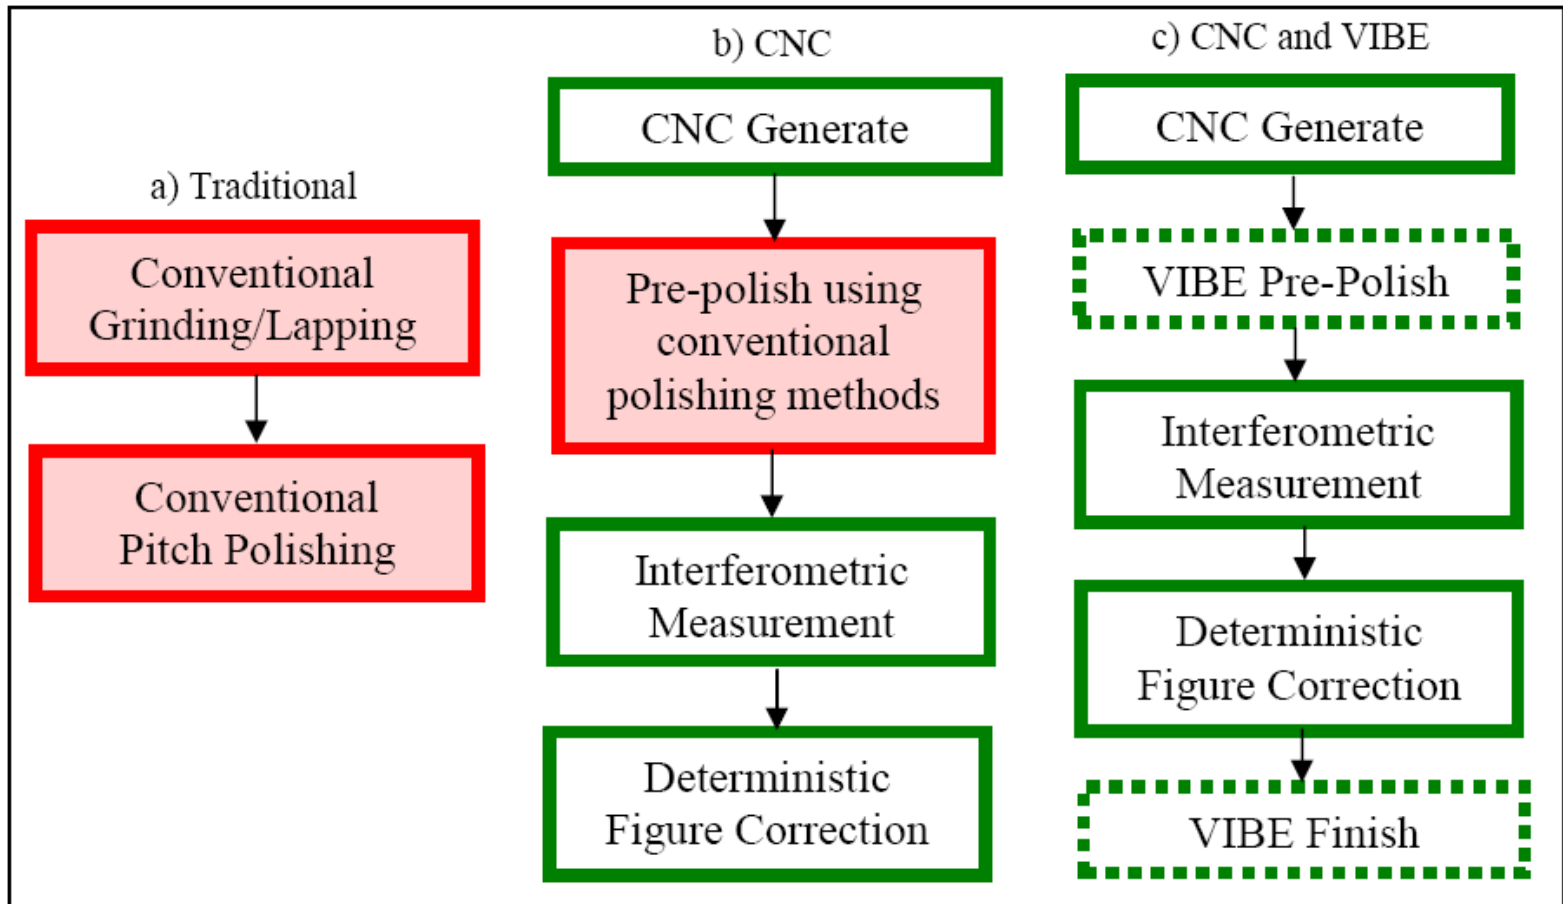 a) Traditional
Conventional
Grinding/Lapping
Conventional
Pitch Polishing
b) CNC
CNC Generate
Pre-polish using
conventional
polishing methods
Interferometric
Measurement
Deterministic
Figure Correction
c) CNC and VIBE
CNC Generate
VIBE Pre-Polish
Interferometric
Measurement
Deterministic
Figure Correction
VIBE Finish